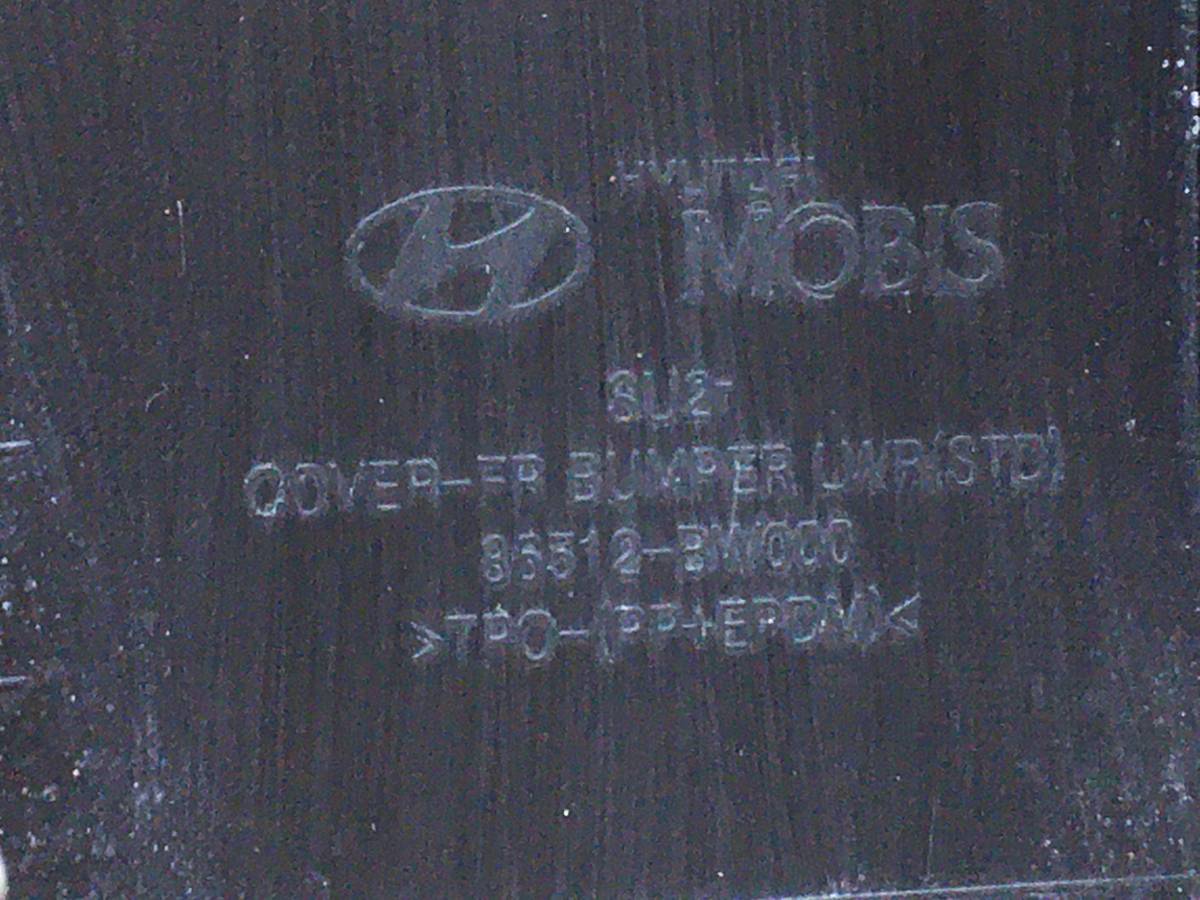 MOBIS
SU2-
COVER-FR BUMPER LWR(STD)
86512-BW000
>TPO-(PP+EPDM)<